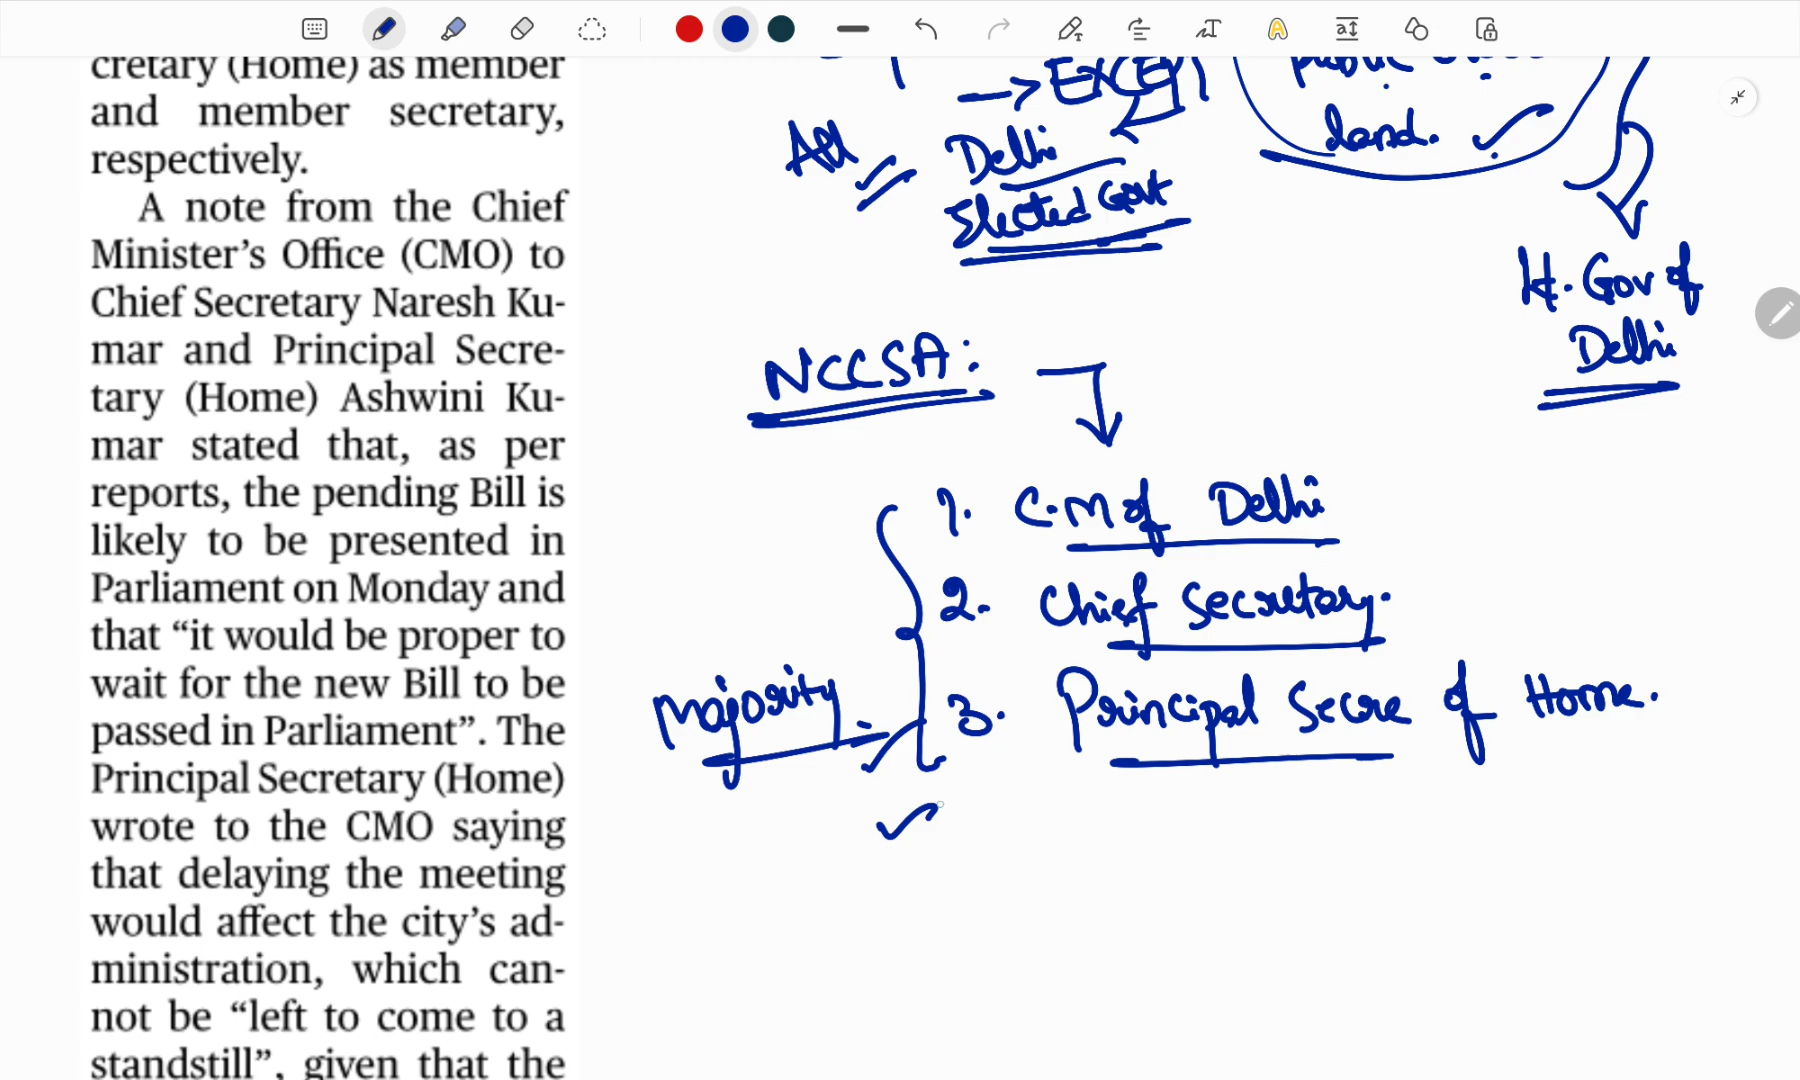 cretary (Home) as member
and member secretary,
respectively.
A note from the Chief
Minister’s Office (CMO) to
Chief Secretary Naresh Ku-
mar and Principal Secre-
tary (Home) Ashwini Ku-
mar stated that, as per
reports, the pending Bill is
likely to be presented in
Parliament on Monday and
that “it would be proper to
wait for the new Bill to be
passed in Parliament”. The
Principal Secretary (Home)
wrote to the CMO saying
that delaying the meeting
would affect the city’s ad-
ministration, which can-
not be “left to come to a
standstill”, given that the
→ EXCEPT
All
Delhi
Elected Govt
public
land.
H. Gov of
Delhi
NCCSA:
1. C.M of Delhi
2. Chief Secretary.
3. Principal Secre of Home.
Majority